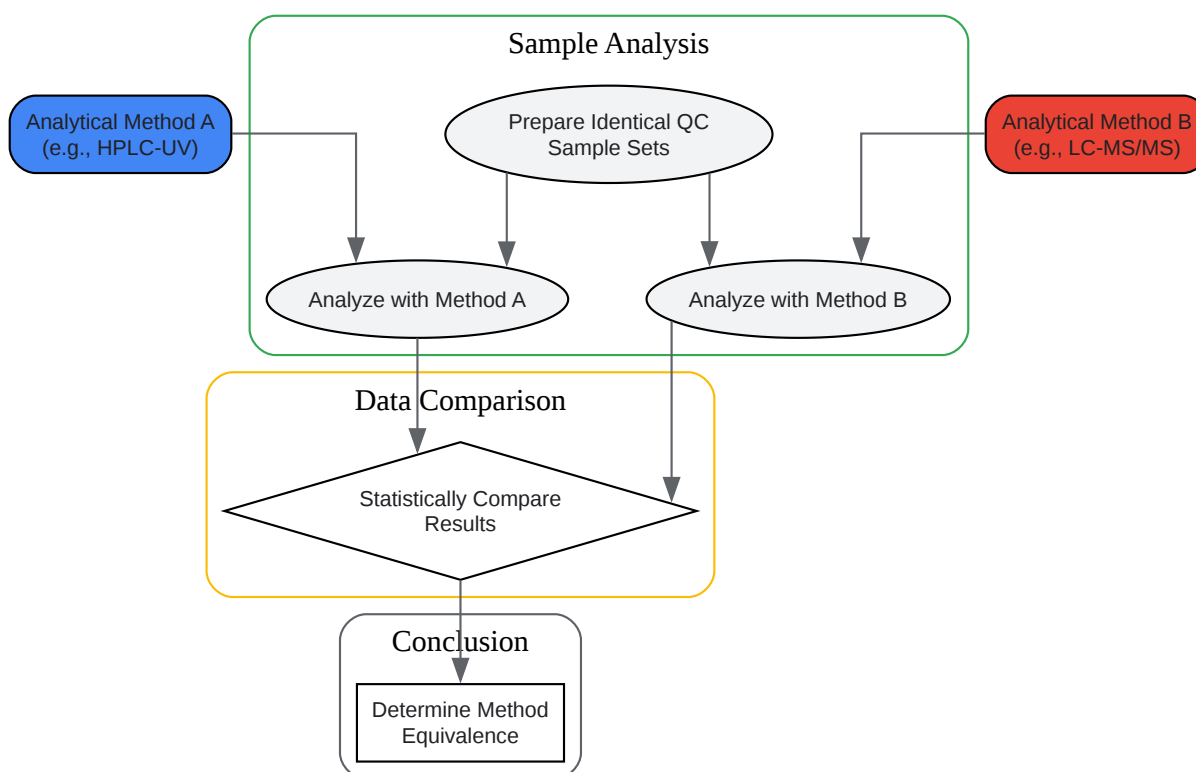 Sample Analysis
Analytical Method A
(e.g., HPLC-UV)
Prepare Identical QC
Sample Sets
Analytical Method B
(e.g., LC-MS/MS)
Analyze with Method A
Analyze with Method B
Data Comparison
Statistically Compare
Results
Conclusion
Determine Method
Equivalence